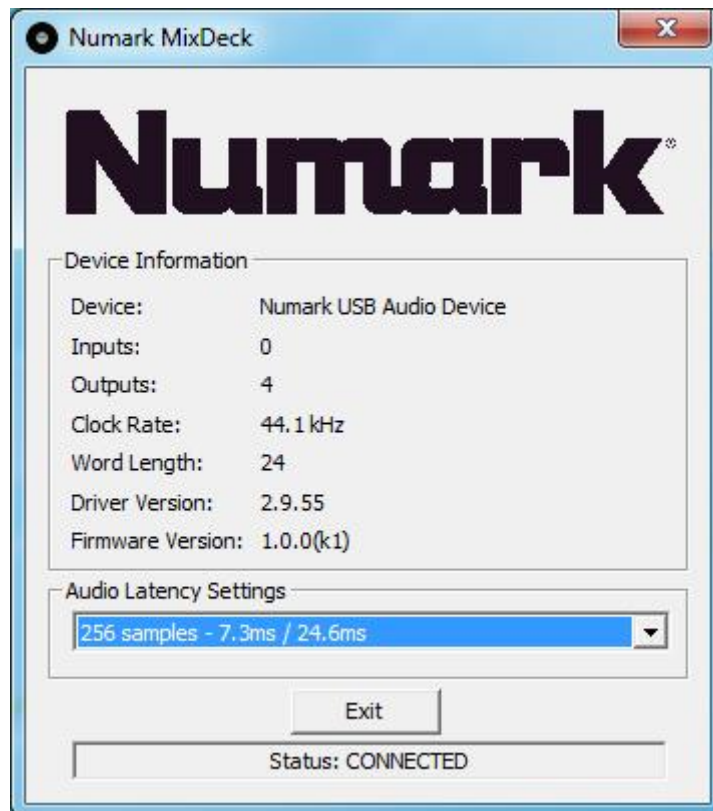 Numark MixDeck
Numark®
Device Information
Device: Numark USB Audio Device
Inputs: 0
Outputs: 4
Clock Rate: 44.1 kHz
Word Length: 24
Driver Version: 2.9.55
Firmware Version: 1.0.0(k1)
Audio Latency Settings
256 samples - 7.3ms / 24.6ms
Exit
Status: CONNECTED